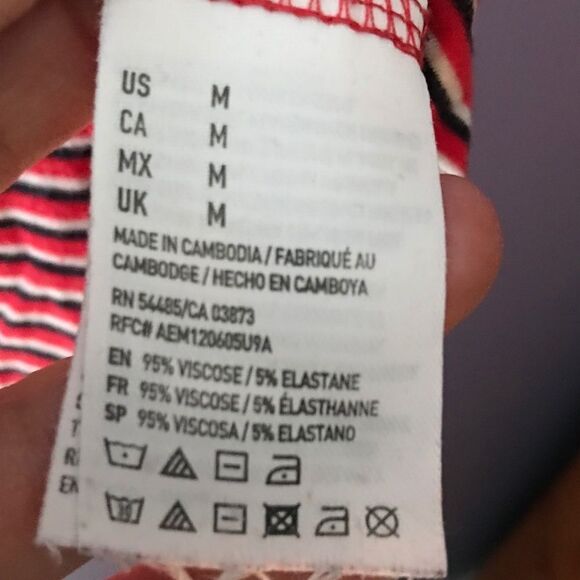 US M
CA M
MX M
UK M
MADE IN CAMBODIA / FABRIQUÉ AU
CAMBODGE / HECHO EN CAMBOYA
RN 54485/CA 03873
RFC# AEM120605U9A
EN 95% VISCOSE / 5% ELASTANE
FR 95% VISCOSE / 5% ÉLASTHANNE
SP 95% VISCOSA / 5% ELASTANO